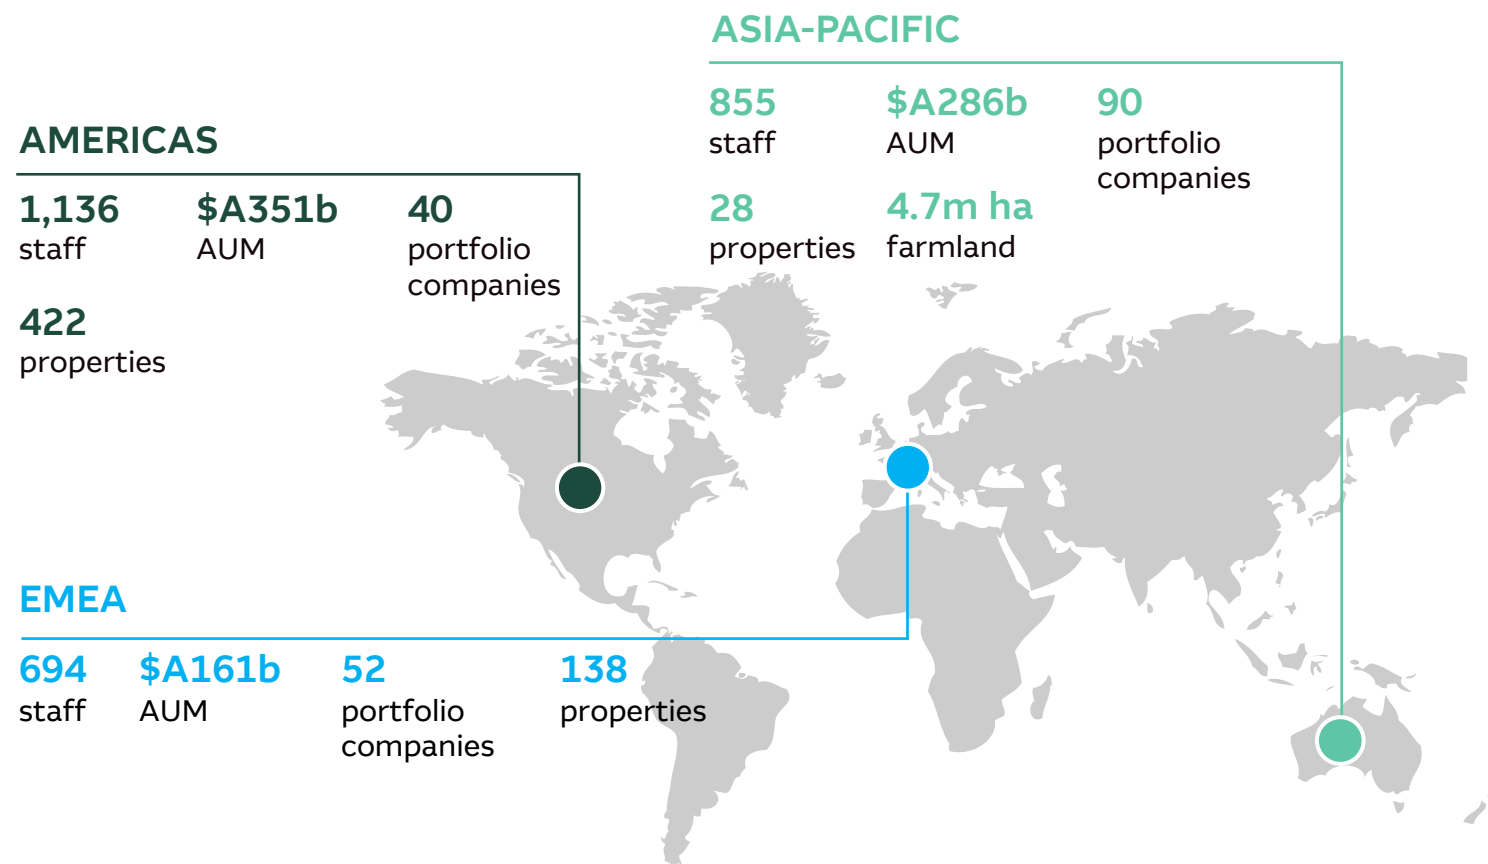 ASIA-PACIFIC
855 $A286b 90
staff AUM portfolio
companies
28 4.7m ha
properties farmland
AMERICAS
1,136 $A351b 40
staff AUM portfolio
companies
422
properties
EMEA
694 $A161b 52 138
staff AUM portfolio properties
companies